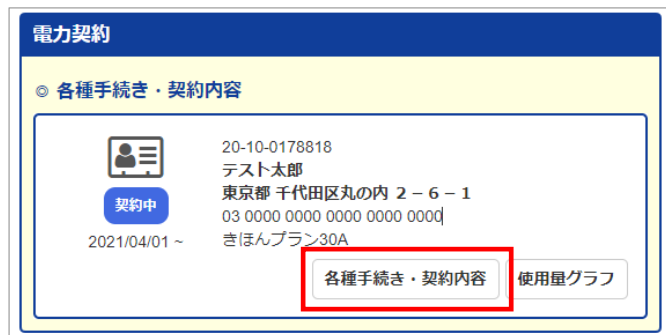 電力契約
◎ 各種手続き・契約内容
20-10-0178818
テスト太郎
東京都 千代田区丸の内 2－6－1
契約中
03 0000 0000 0000 0000 0000
2021/04/01 ~
きほんプラン30A
各種手続き・契約内容
使用量グラフ